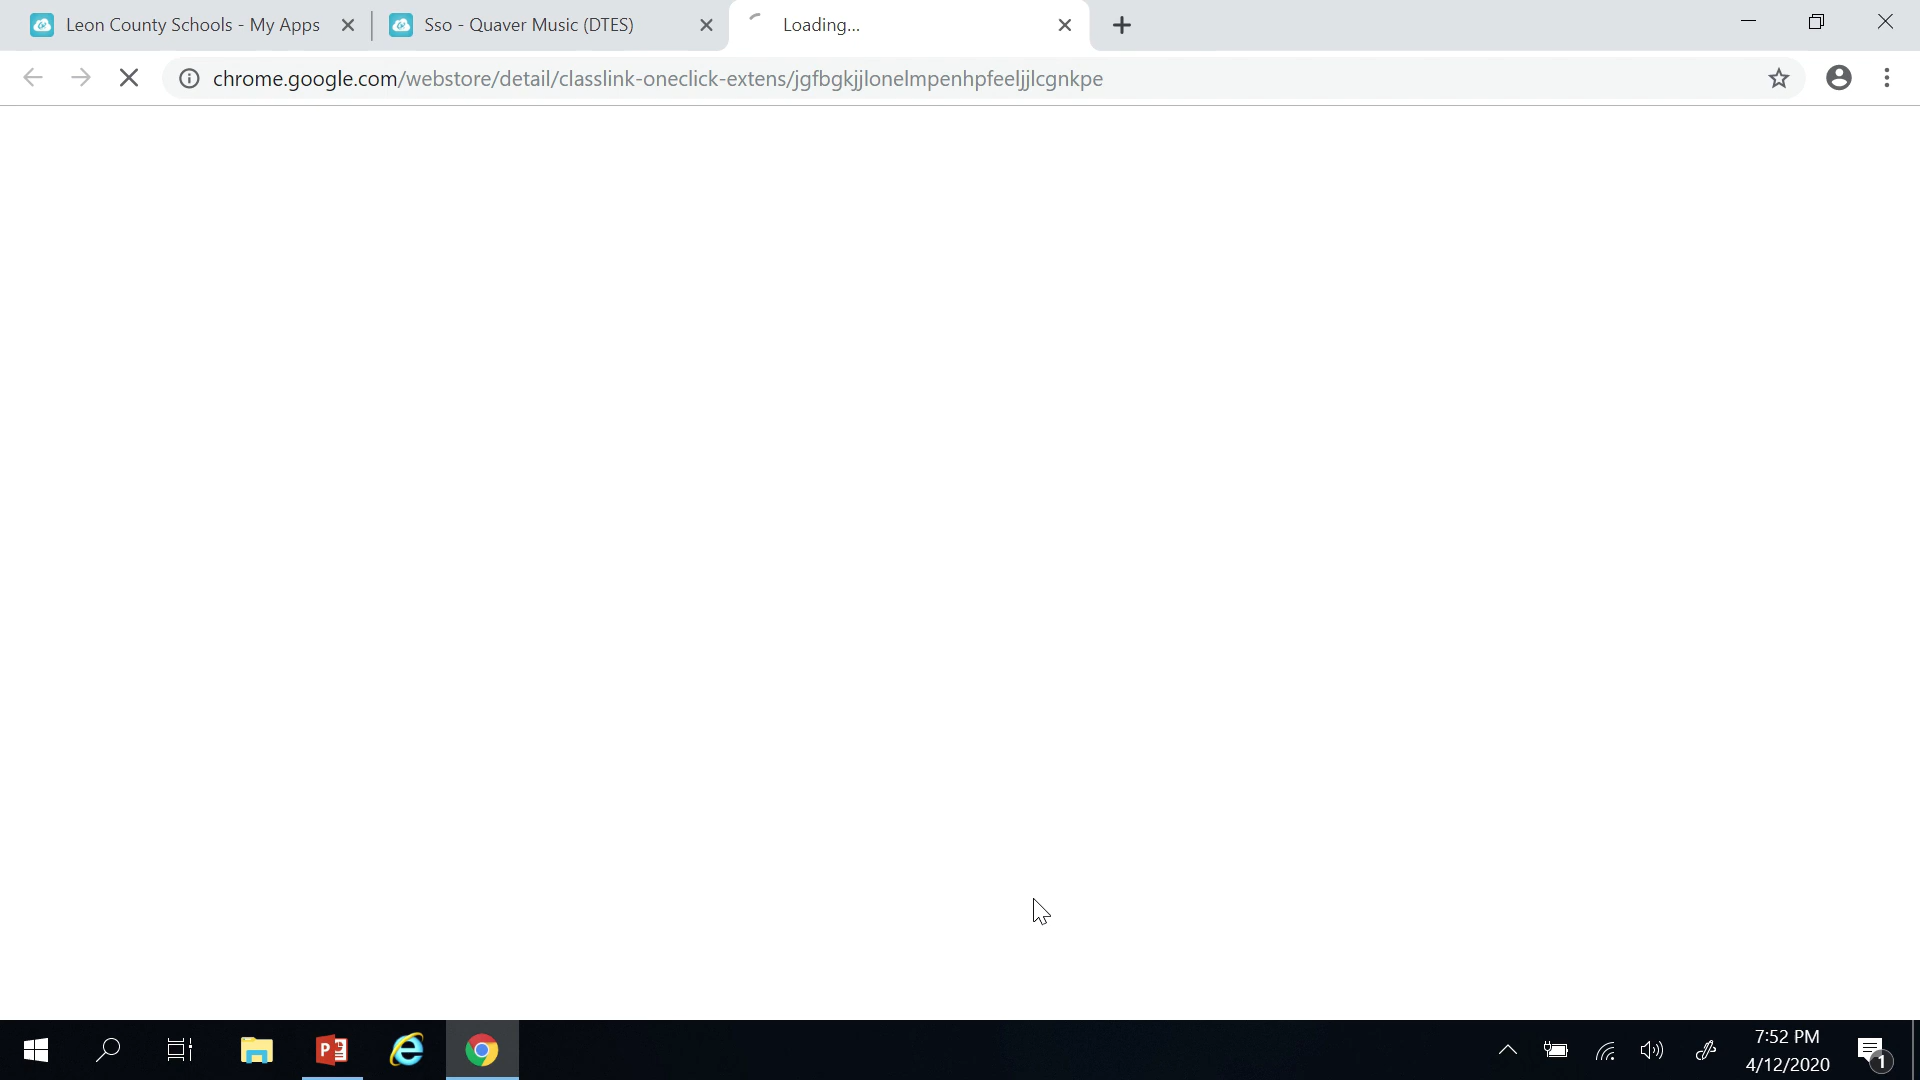 Leon County Schools - My Apps
Sso - Quaver Music (DTES)
Loading...
chrome.google.com/webstore/detail/classlink-oneclick-extens/jgfbgkjjlonelmpenhpfeeljjlcgnkpe
7:52 PM
4/12/2020
1